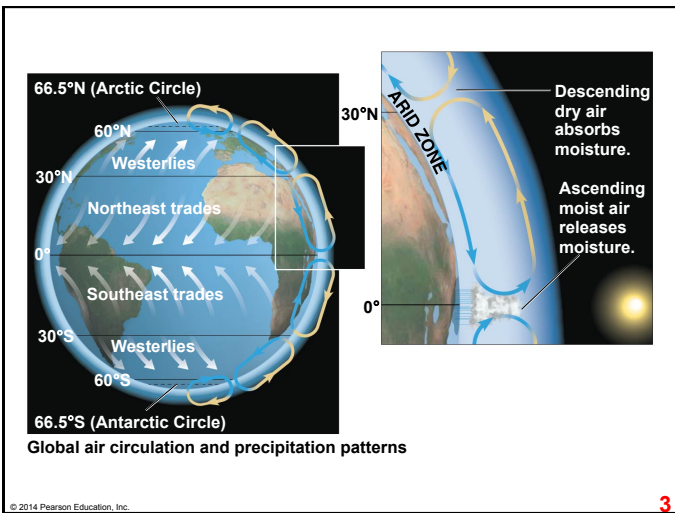 66.5°N (Arctic Circle)
60°N
Westerlies
30°N
Northeast trades
0°
Southeast trades
30°S
Westerlies
60°S
66.5°S (Antarctic Circle)
30°N
ARID ZONE
0°
Descending
dry air
absorbs
moisture.
Ascending
moist air
releases
moisture.
Global air circulation and precipitation patterns
© 2014 Pearson Education, Inc.
3